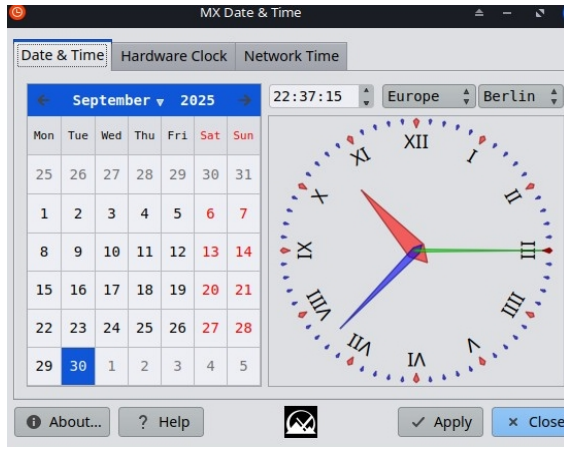 MX Date & Time
Date & Time Hardware Clock Network Time
September 2025 22:37:15 Europe Berlin
Mon Tue Wed Thu Fri Sat Sun
25 26 27 28 29 30 31
1 2 3 4 5 6 7
8 9 10 11 12 13 14
15 16 17 18 19 20 21
22 23 24 25 26 27 28
29 30 1 2 3 4 5
XII
I
II
III
IIII
V
VI
VII
VIII
IX
X
XI
About... ? Help Apply Close